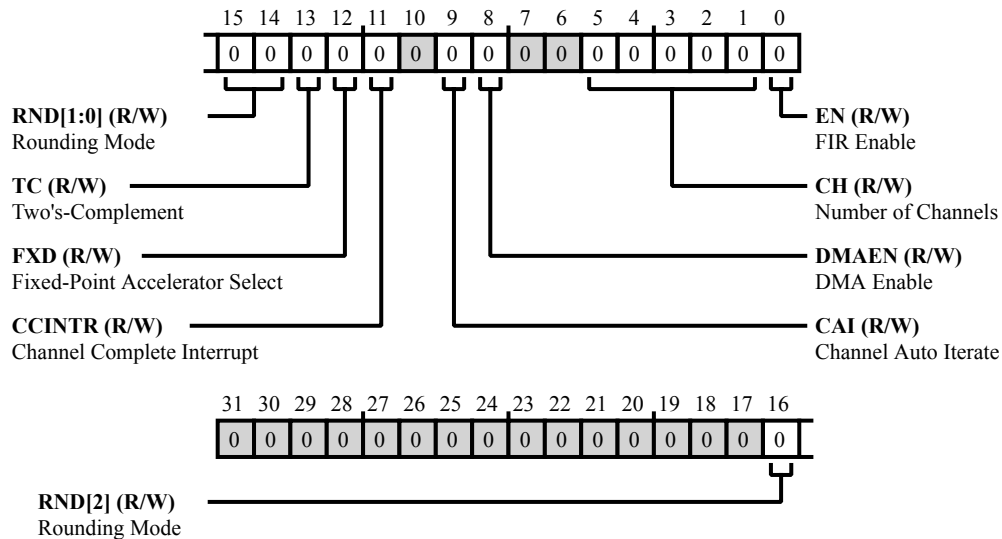 15 14 13 12 11 10 9 8 7 6 5 4 3 2 1 0
0 0 0 0 0 0 0 0 0 0 0 0 0 0 0 0
RND[1:0] (R/W)
Rounding Mode
TC (R/W)
Two's-Complement
FXD (R/W)
Fixed-Point Accelerator Select
CCINTR (R/W)
Channel Complete Interrupt
EN (R/W)
FIR Enable
CH (R/W)
Number of Channels
DMAEN (R/W)
DMA Enable
CAI (R/W)
Channel Auto Iterate
31 30 29 28 27 26 25 24 23 22 21 20 19 18 17 16
0 0 0 0 0 0 0 0 0 0 0 0 0 0 0 0
RND[2] (R/W)
Rounding Mode